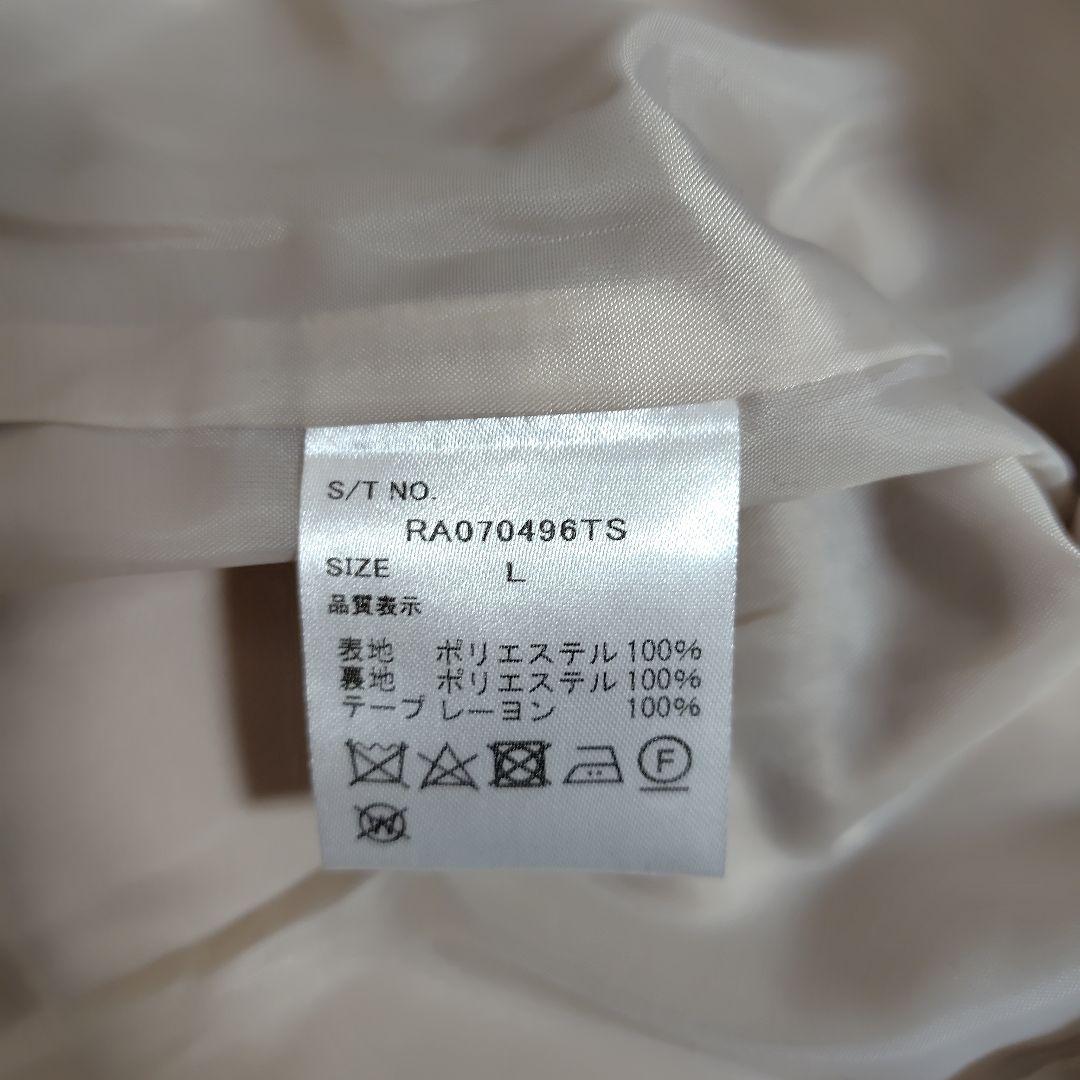 S/T NO.
RA070496TS
SIZE L
品質表示
表地 ポリエステル 100%
裏地 ポリエステル 100%
テープ レーヨン 100%
F
W